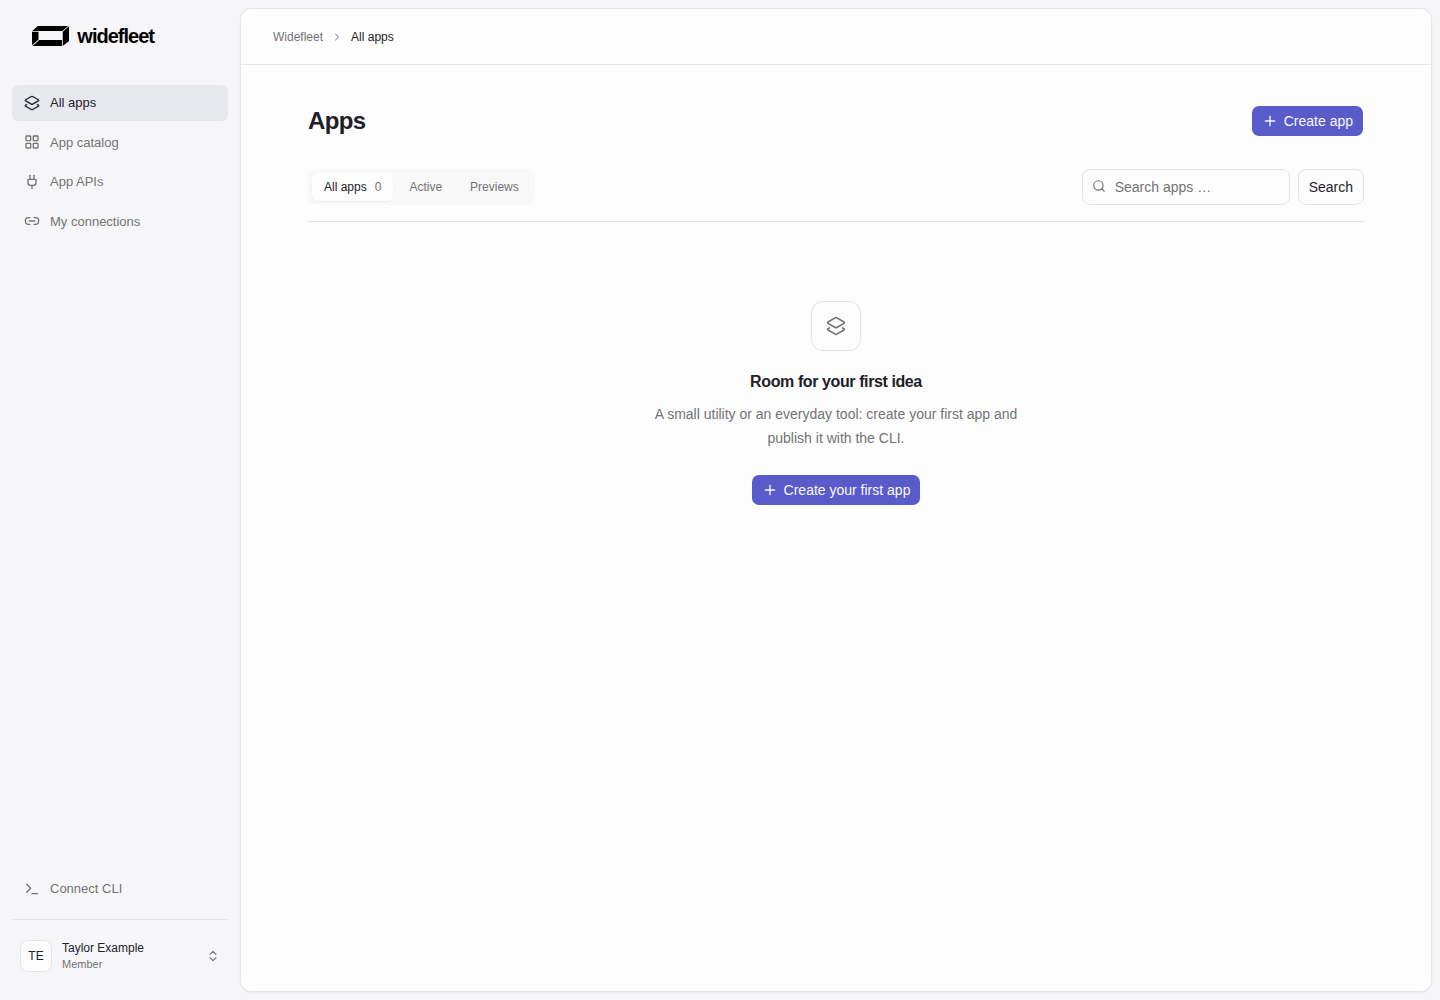 widefleet
All apps
App catalog
App APIs
My connections
Connect CLI
TE
Taylor Example
Member
Widefleet
All apps
Apps
Create app
All apps 0
Active
Previews
Search apps …
Search
Room for your first idea
A small utility or an everyday tool: create your first app and
publish it with the CLI.
Create your first app